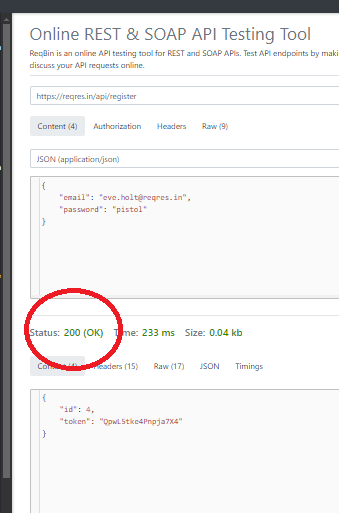 Online REST & SOAP API Testing Tool
ReqBin is an online API testing tool for REST and SOAP APIs. Test API endpoints by maki
discuss your API requests online.
https://reqres.in/api/register
Content (4) Authorization Headers Raw (9)
JSON (application/json)
{
"email": "eve.holt@reqres.in",
"password": "pistol"
}
Status: 200 (OK) Time: 233 ms Size: 0.04 kb
Content (4) Headers (15) Raw (17) JSON Timings
{
"id": 4,
"token": "QpwL5tke4Pnpja7X4"
}